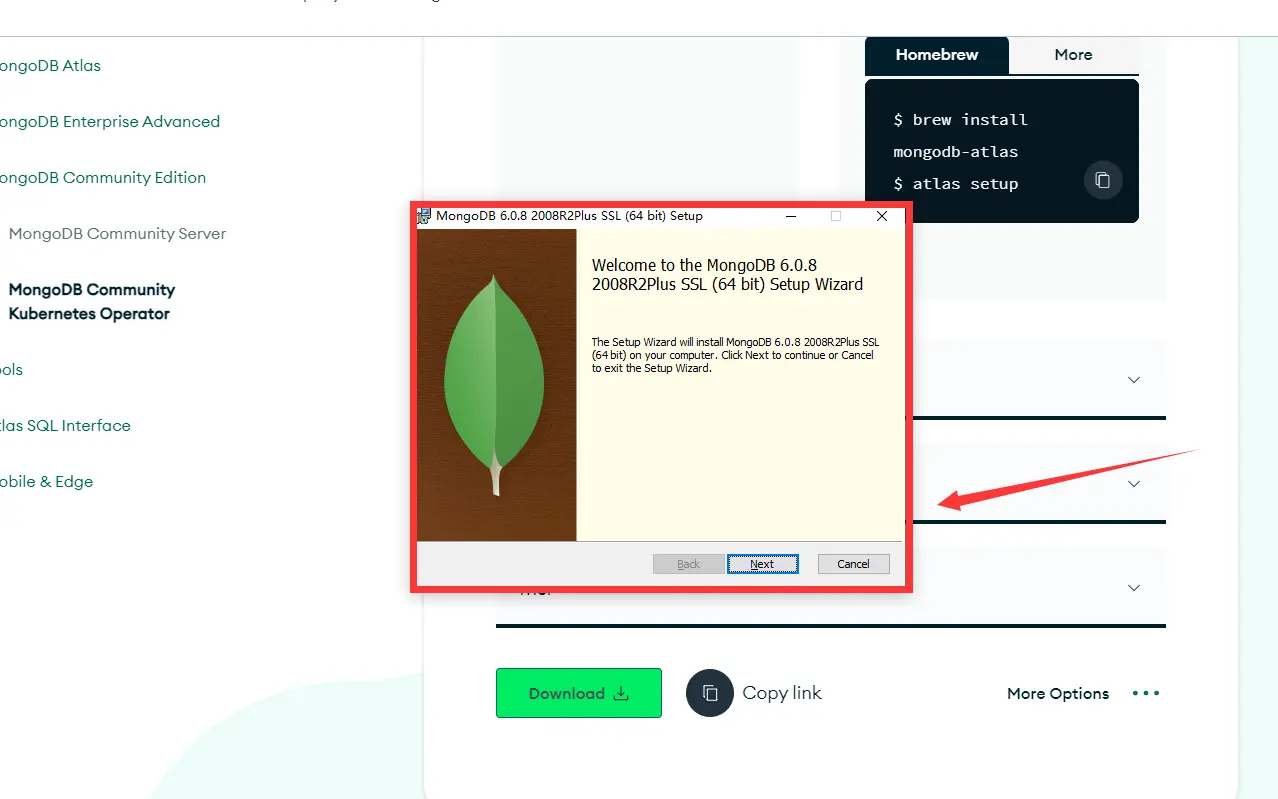 ongoDB Atlas
ongoDB Enterprise Advanced
ongoDB Community Edition
MongoDB Community Server
MongoDB Community
Kubernetes Operator
ols
las SQL Interface
obile & Edge
Homebrew
More
$ brew install
mongodb-atlas
$ atlas setup
MongoDB 6.0.8 2008R2Plus SSL (64 bit) Setup
Welcome to the MongoDB 6.0.8
2008R2Plus SSL (64 bit) Setup Wizard
The Setup Wizard will install MongoDB 6.0.8 2008R2Plus SSL
(64 bit) on your computer. Click Next to continue or Cancel
to exit the Setup Wizard.
Back
Next
Cancel
Download
Copy link
More Options